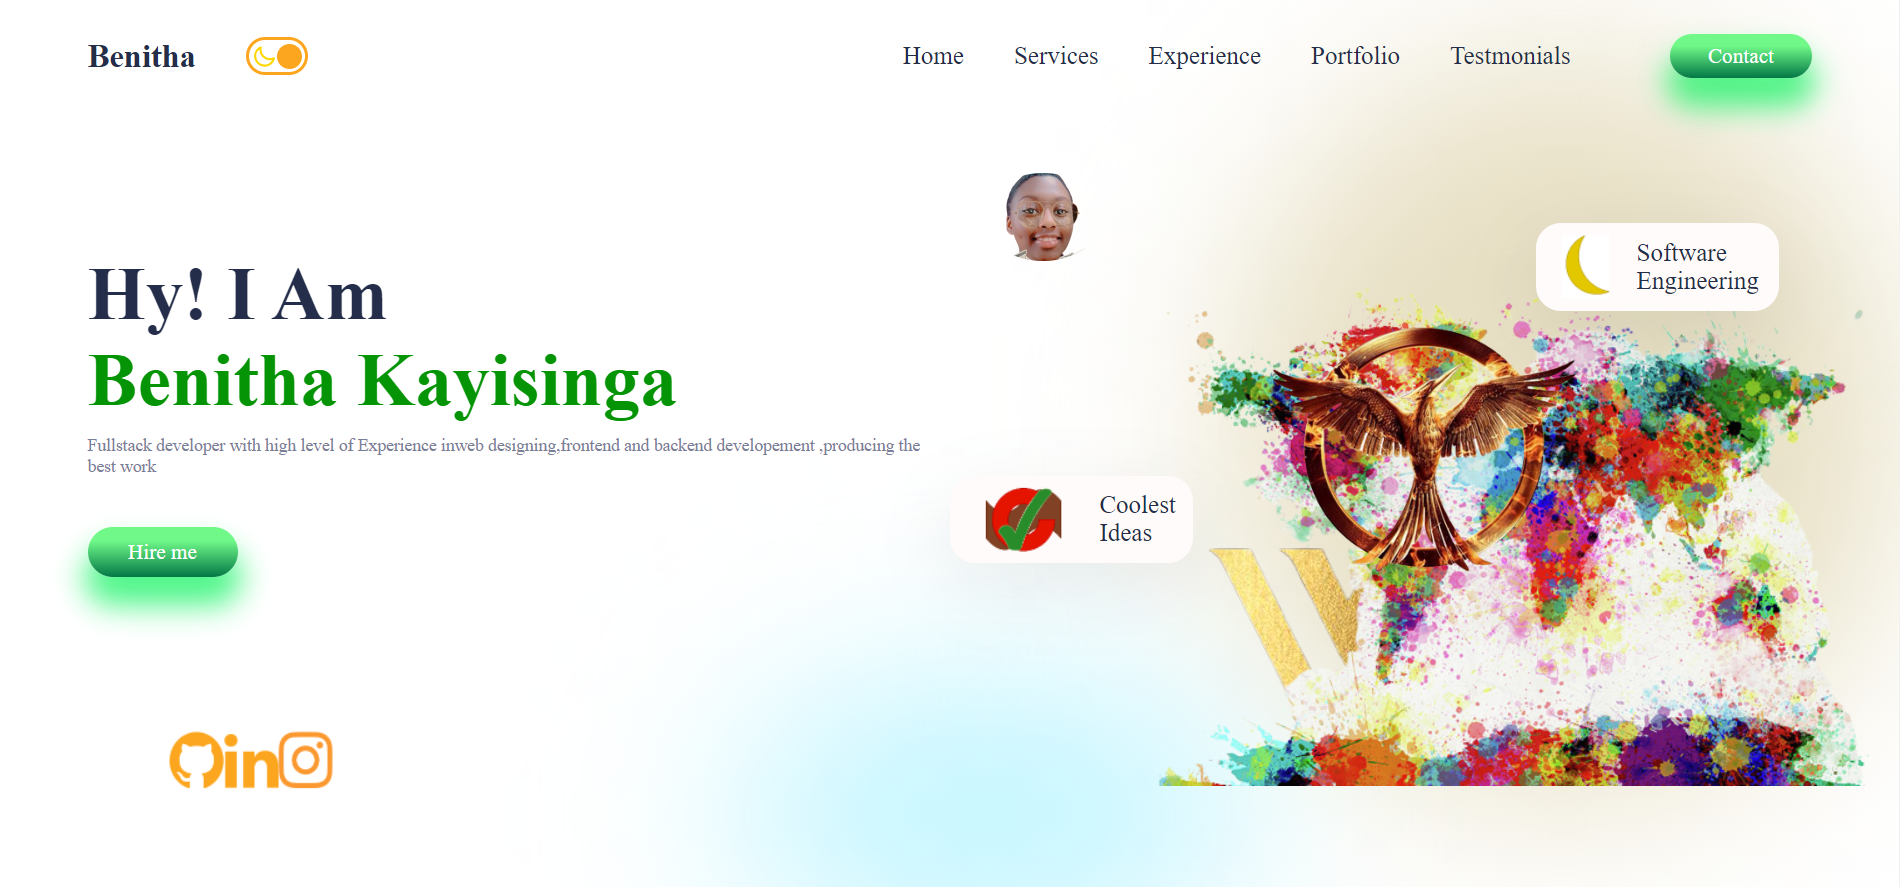 Benitha
Home Services Experience Portfolio Testmonials Contact
Software
Engineering
Hy! I Am
Benitha Kayisinga
Fullstack developer with high level of Experience inweb designing,frontend and backend developement ,producing the
best work
Coolest
Ideas
Hire me
in